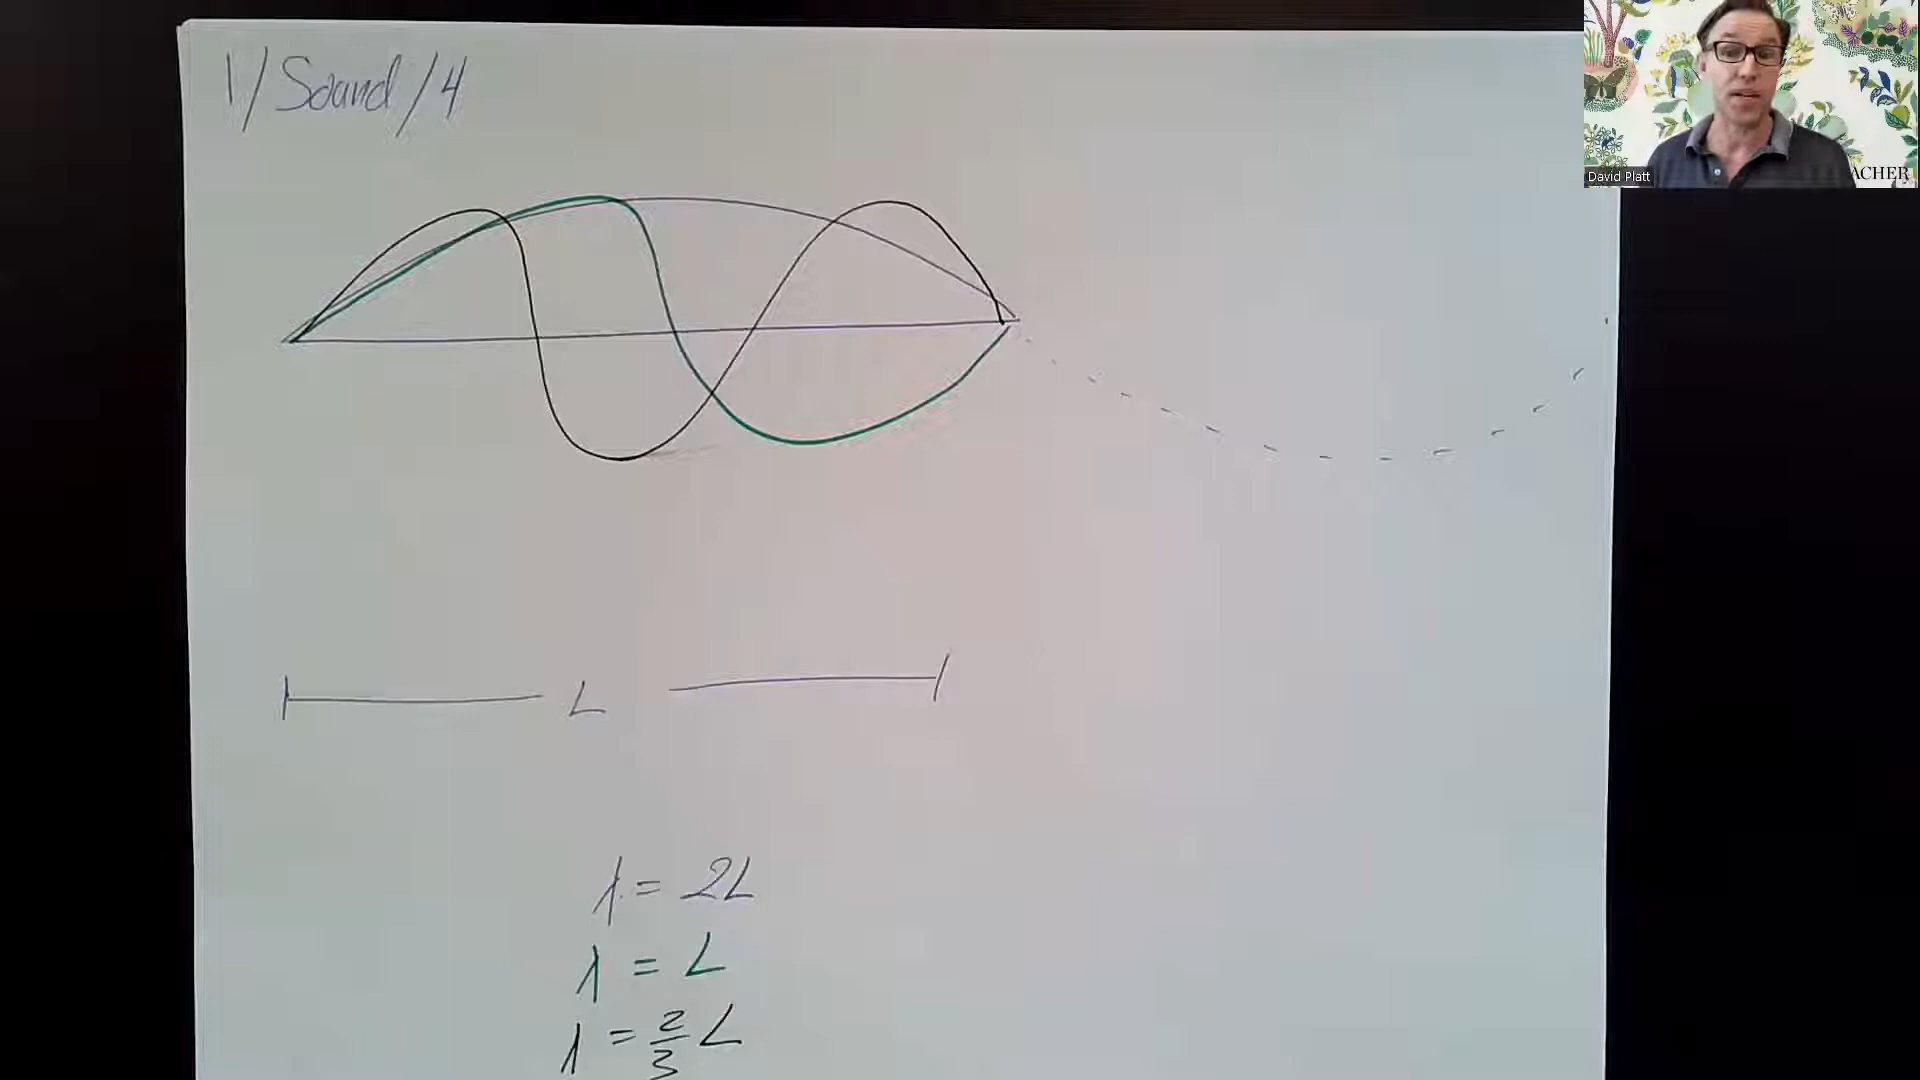 1/Sound/4
David Platt
ACHER
L
λ = 2L
λ = L
λ = 2/3 L